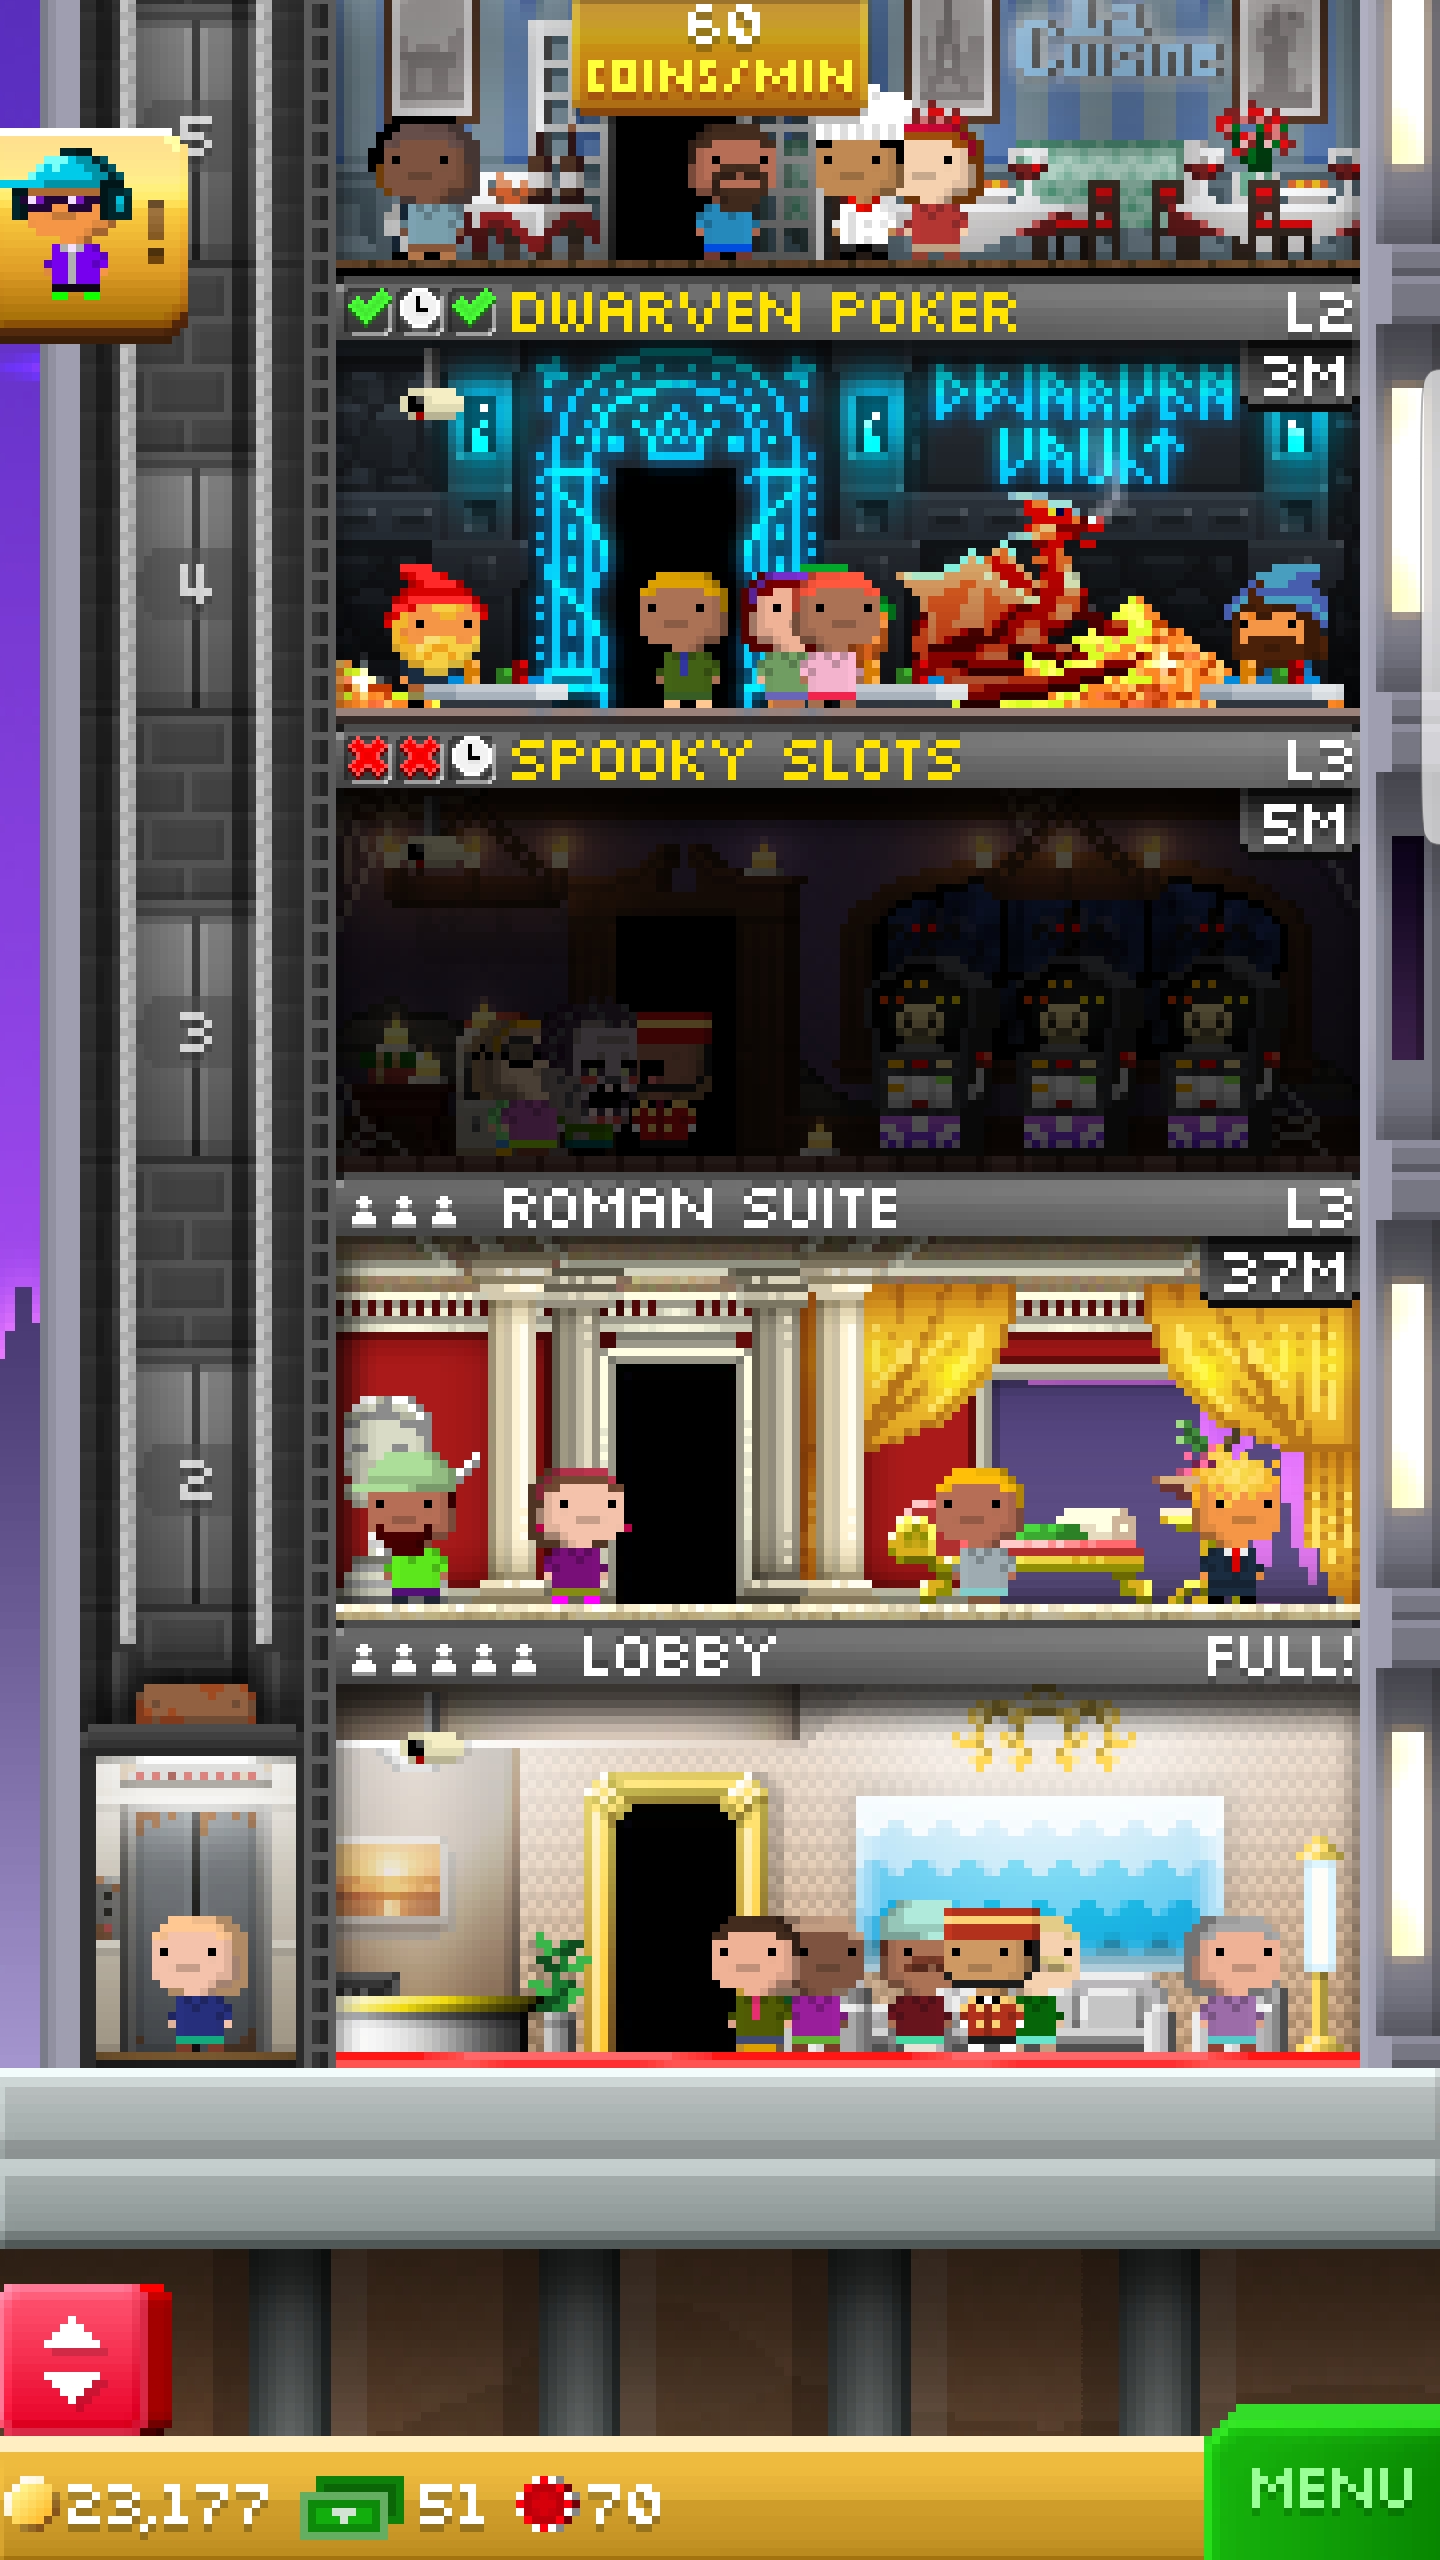 60
COINS/MIN
La
Cuisine
5
DWARVEN POKER L2
3M
DWARVEN
VAULT
4
SPOOKY SLOTS L3
5M
3
ROMAN SUITE L3
37M
2
LOBBY FULL!
23,177 51 70
MENU